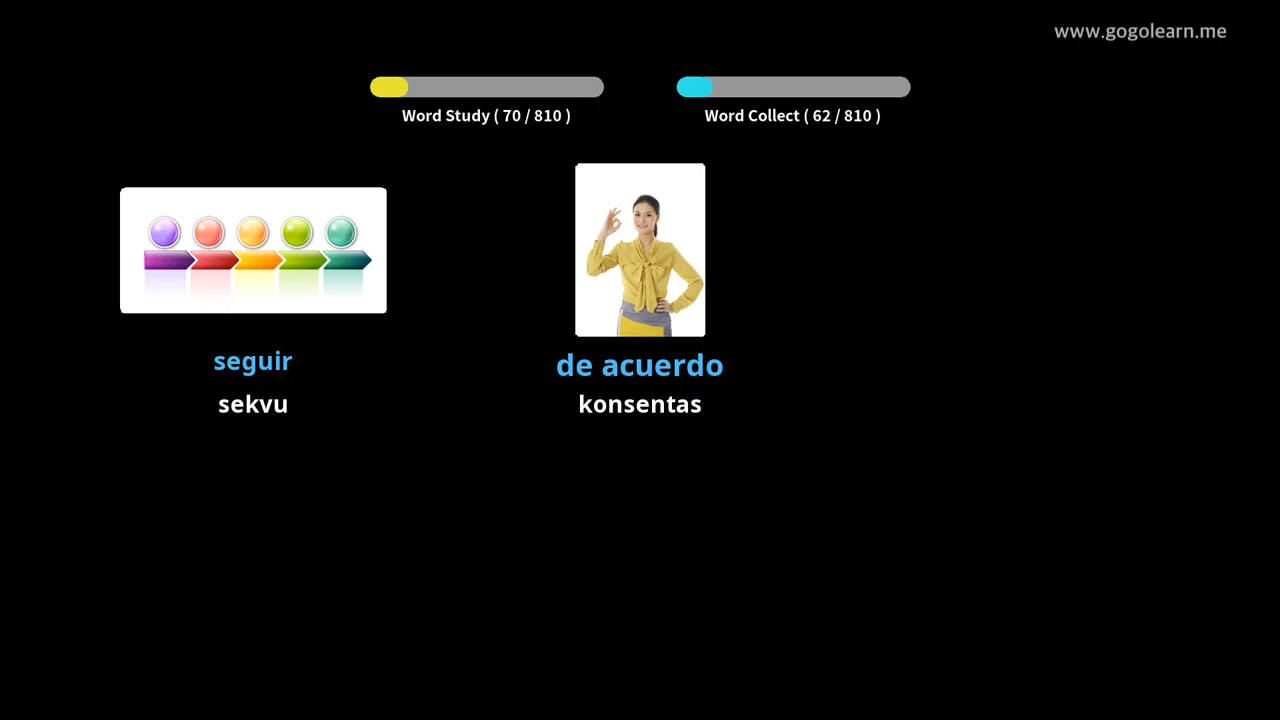 www.gogolearn.me
Word Study ( 70 / 810 )
Word Collect ( 62 / 810 )
seguir
sekvu
de acuerdo
konsentas